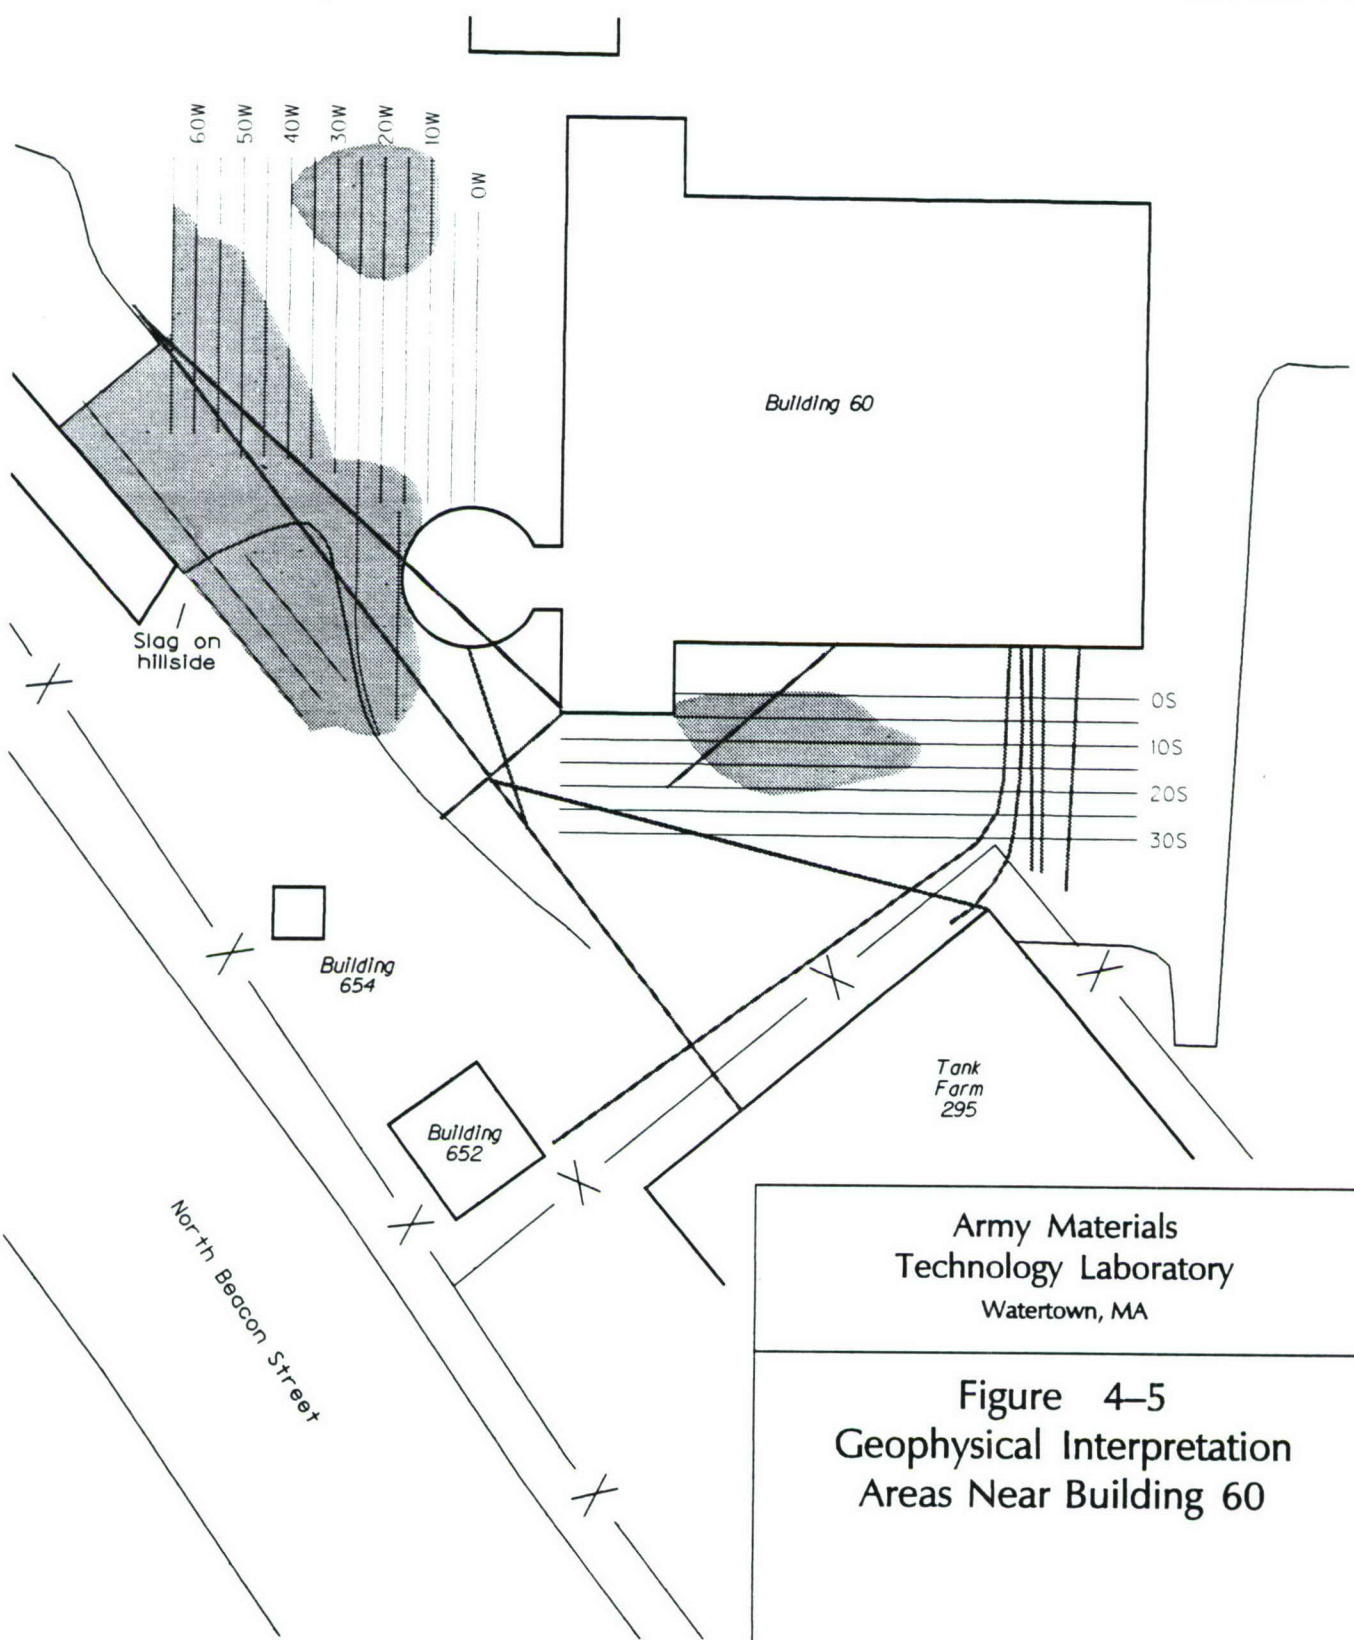 60W
50W
40W
30W
20W
10W
0W
Building 60
Slag on
hillside
0S
10S
20S
30S
Building
654
Tank
Farm
295
Building
652
North Beacon Street
Army Materials
Technology Laboratory
Watertown, MA
Figure 4–5
Geophysical Interpretation
Areas Near Building 60